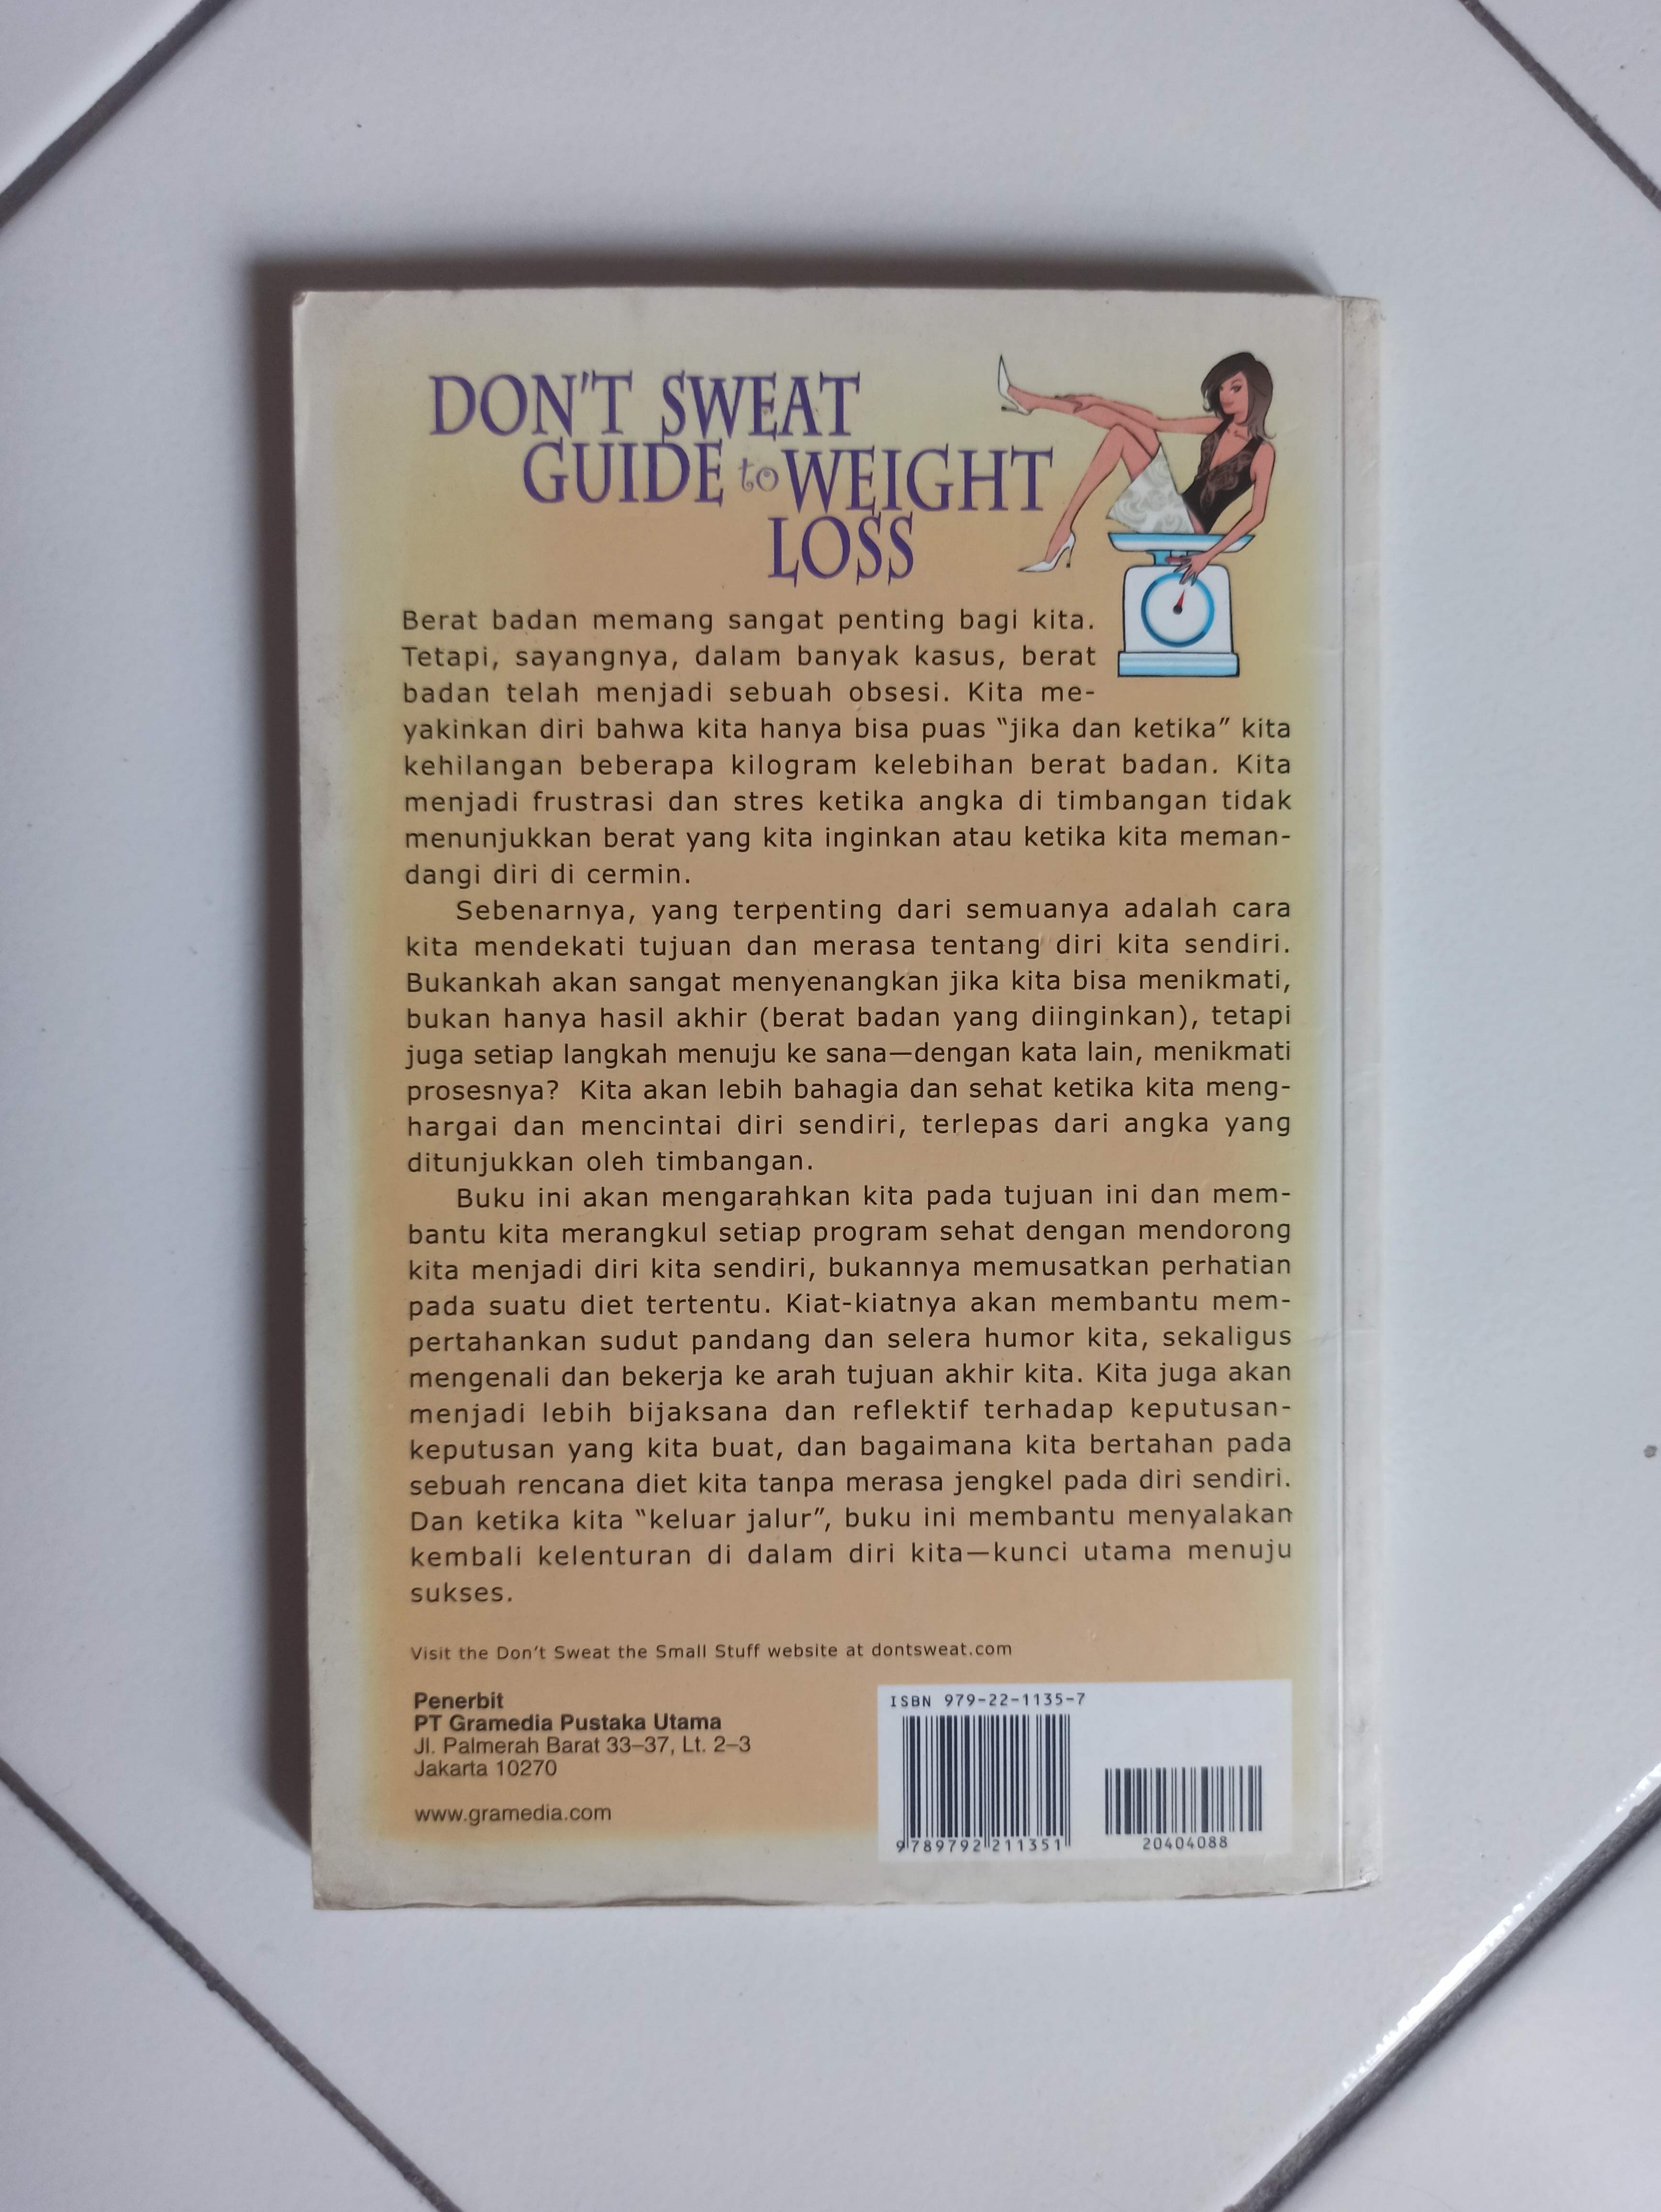 DON'T SWEAT
GUIDE to WEIGHT
LOSS
Berat badan memang sangat penting bagi kita.
Tetapi, sayangnya, dalam banyak kasus, berat
badan telah menjadi sebuah obsesi. Kita me-
yakinkan diri bahwa kita hanya bisa puas “jika dan ketika” kita
kehilangan beberapa kilogram kelebihan berat badan. Kita
menjadi frustrasi dan stres ketika angka di timbangan tidak
menunjukkan berat yang kita inginkan atau ketika kita meman-
dangi diri di cermin.
Sebenarnya, yang terpenting dari semuanya adalah cara
kita mendekati tujuan dan merasa tentang diri kita sendiri.
Bukankah akan sangat menyenangkan jika kita bisa menikmati,
bukan hanya hasil akhir (berat badan yang diinginkan), tetapi
juga setiap langkah menuju ke sana—dengan kata lain, menikmati
prosesnya? Kita akan lebih bahagia dan sehat ketika kita meng-
hargai dan mencintai diri sendiri, terlepas dari angka yang
ditunjukkan oleh timbangan.
Buku ini akan mengarahkan kita pada tujuan ini dan mem-
bantu kita merangkul setiap program sehat dengan mendorong
kita menjadi diri kita sendiri, bukannya memusatkan perhatian
pada suatu diet tertentu. Kiat-kiatnya akan membantu mem-
pertahankan sudut pandang dan selera humor kita, sekaligus
mengenali dan bekerja ke arah tujuan akhir kita. Kita juga akan
menjadi lebih bijaksana dan reflektif terhadap keputusan-
keputusan yang kita buat, dan bagaimana kita bertahan pada
sebuah rencana diet kita tanpa merasa jengkel pada diri sendiri.
Dan ketika kita “keluar jalur”, buku ini membantu menyalakan
kembali kelenturan di dalam diri kita—kunci utama menuju
sukses.
Visit the Don’t Sweat the Small Stuff website at dontsweat.com
Penerbit
PT Gramedia Pustaka Utama
Jl. Palmerah Barat 33–37, Lt. 2–3
Jakarta 10270
www.gramedia.com
ISBN 979-22-1135-7
9789792211351
20404088